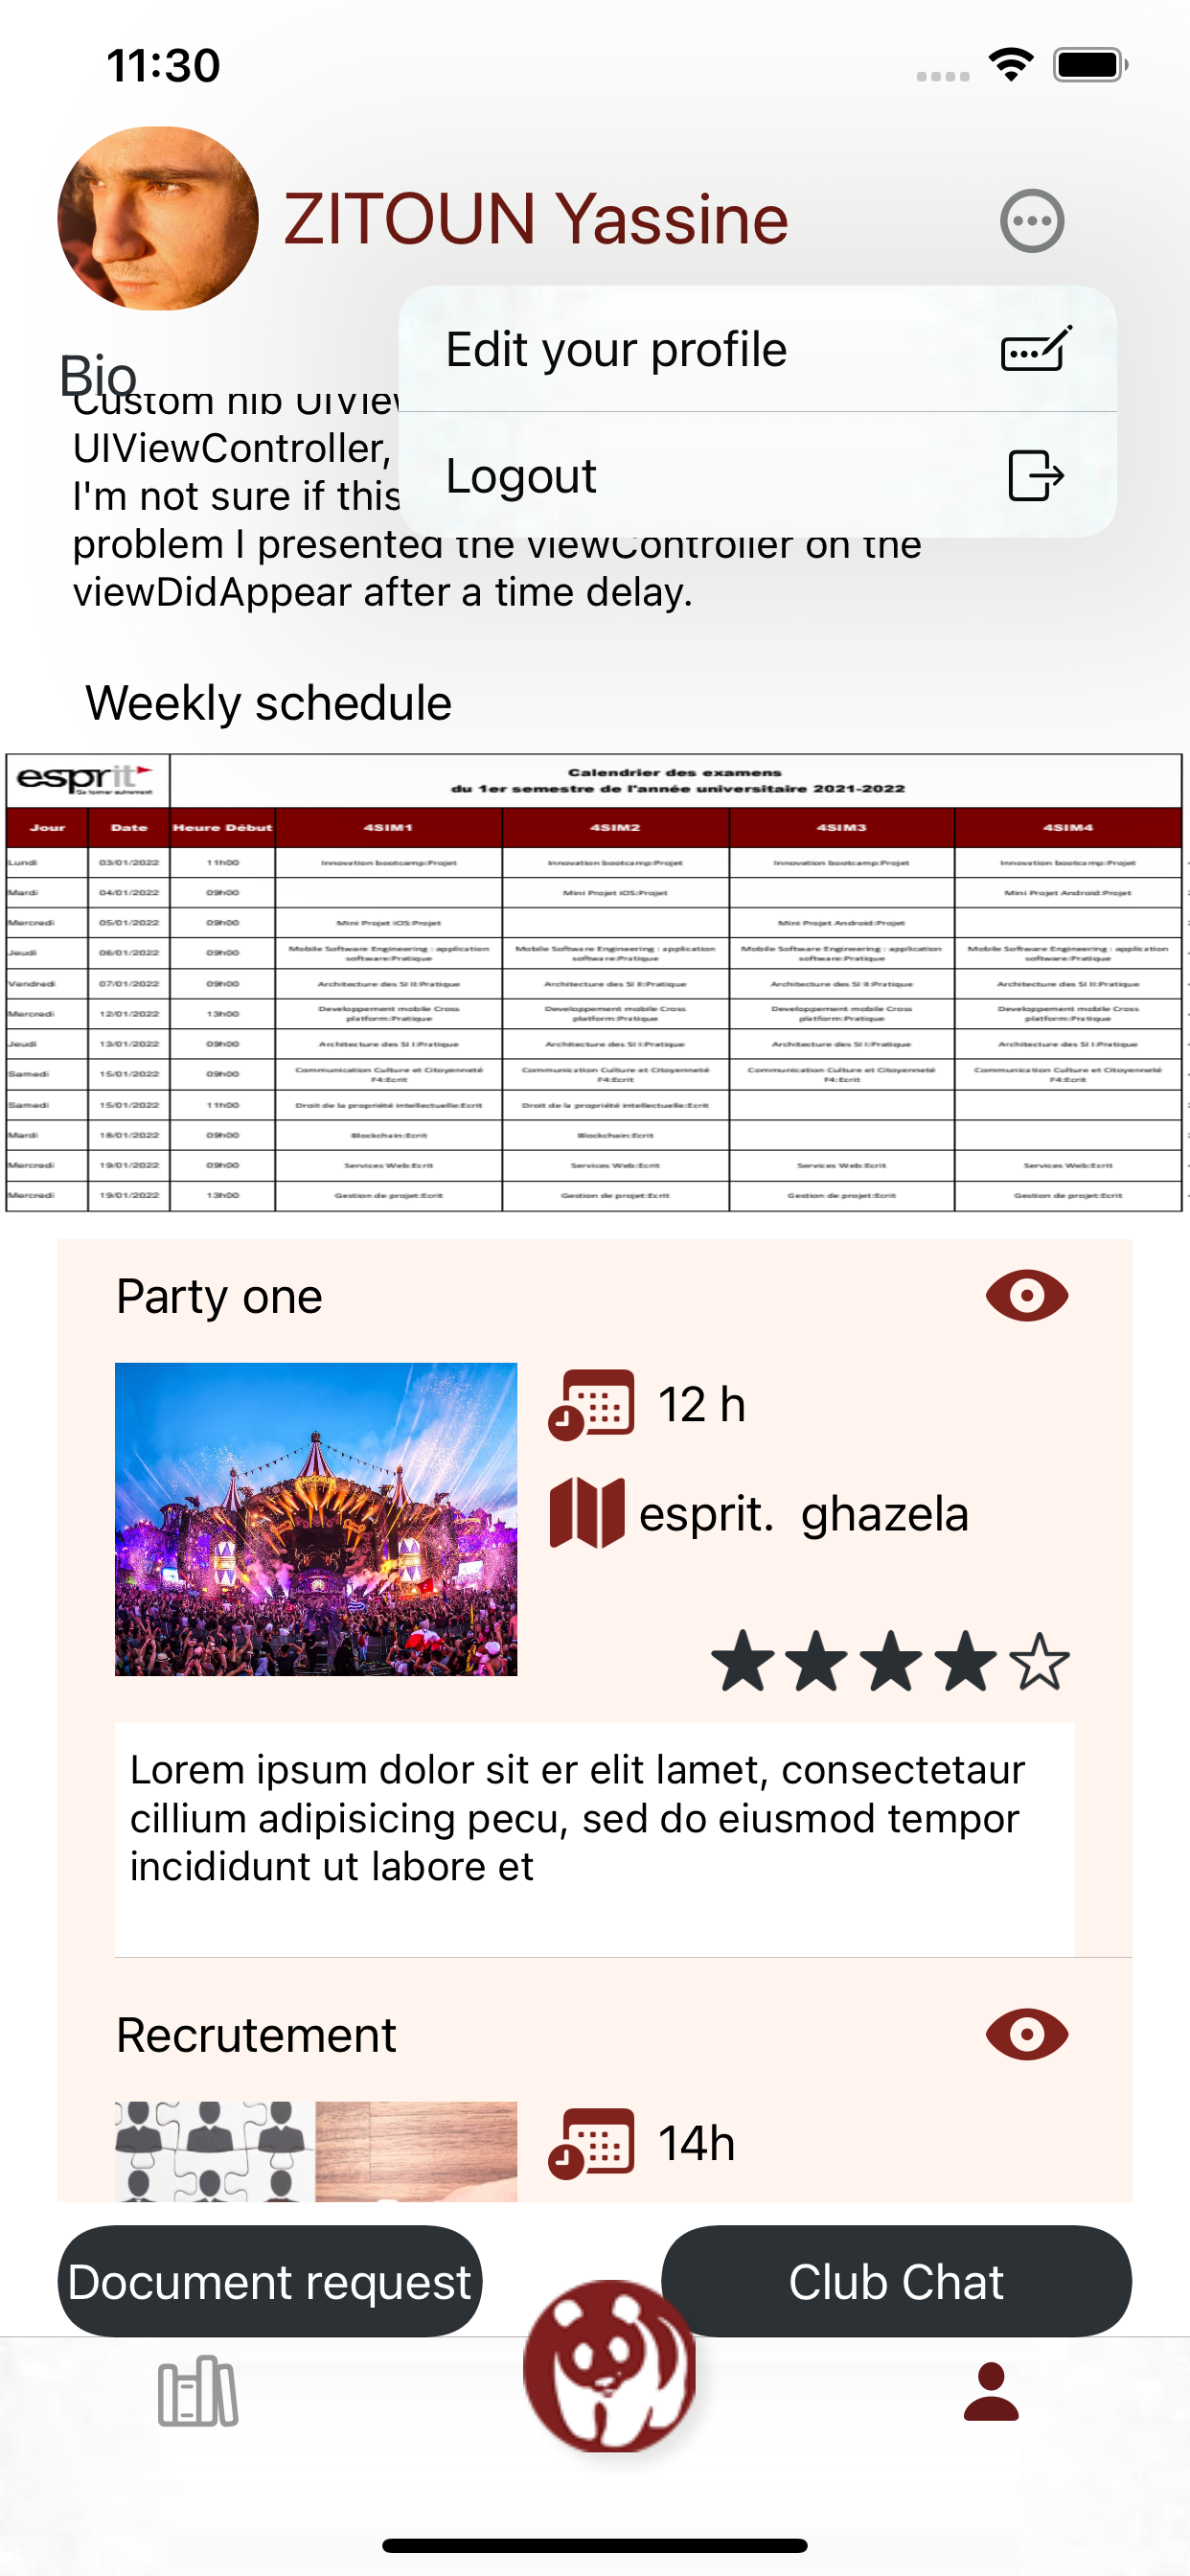 11:30
ZITOUN Yassine
Edit your profile
Logout
Bio
Custom nib
UIViewController,
I'm not sure if this
problem I presented the viewController on the
viewDidAppear after a time delay.
Weekly schedule
esprit
Se former autrement
Calendrier des examens
du 1er semestre de l'année universitaire 2021-2022
Jour Date Heure Début 4SIM1 4SIM2 4SIM3 4SIM4
Lundi 03/01/2022 11h00 Innovation bootcamp:Projet Innovation bootcamp:Projet Innovation bootcamp:Projet Innovation bootcamp:Projet
Mardi 04/01/2022 09h00 Mini Projet iOS:Projet Mini Projet Android:Projet
Mercredi 05/01/2022 09h00 Mini Projet iOS:Projet Mini Projet Android:Projet
Jeudi 06/01/2022 09h00 Mobile Software Engineering : application software:Pratique Mobile Software Engineering : application software:Pratique Mobile Software Engineering : application software:Pratique Mobile Software Engineering : application software:Pratique
Vendredi 07/01/2022 09h00 Architecture des SI II:Pratique Architecture des SI II:Pratique Architecture des SI II:Pratique Architecture des SI II:Pratique
Mercredi 12/01/2022 13h00 Developpement mobile Cross platform:Pratique Developpement mobile Cross platform:Pratique Developpement mobile Cross platform:Pratique Developpement mobile Cross platform:Pratique
Jeudi 13/01/2022 09h00 Architecture des SI I:Pratique Architecture des SI I:Pratique Architecture des SI I:Pratique Architecture des SI I:Pratique
Samedi 15/01/2022 09h00 Communication Culture et Citoyenneté F4:Ecrit Communication Culture et Citoyenneté F4:Ecrit Communication Culture et Citoyenneté F4:Ecrit Communication Culture et Citoyenneté F4:Ecrit
Samedi 15/01/2022 11h00 Droit de la propriété intellectuelle:Ecrit Droit de la propriété intellectuelle:Ecrit
Mardi 18/01/2022 09h00 Blockchain:Ecrit Blockchain:Ecrit
Mercredi 19/01/2022 09h00 Services Web:Ecrit Services Web:Ecrit Services Web:Ecrit Services Web:Ecrit
Mercredi 19/01/2022 13h00 Gestion de projet:Ecrit Gestion de projet:Ecrit Gestion de projet:Ecrit Gestion de projet:Ecrit
Party one
12 h
esprit. ghazela
Lorem ipsum dolor sit er elit lamet, consectetaur
cillium adipisicing pecu, sed do eiusmod tempor
incididunt ut labore et
Recrutement
14h
Document request
Club Chat